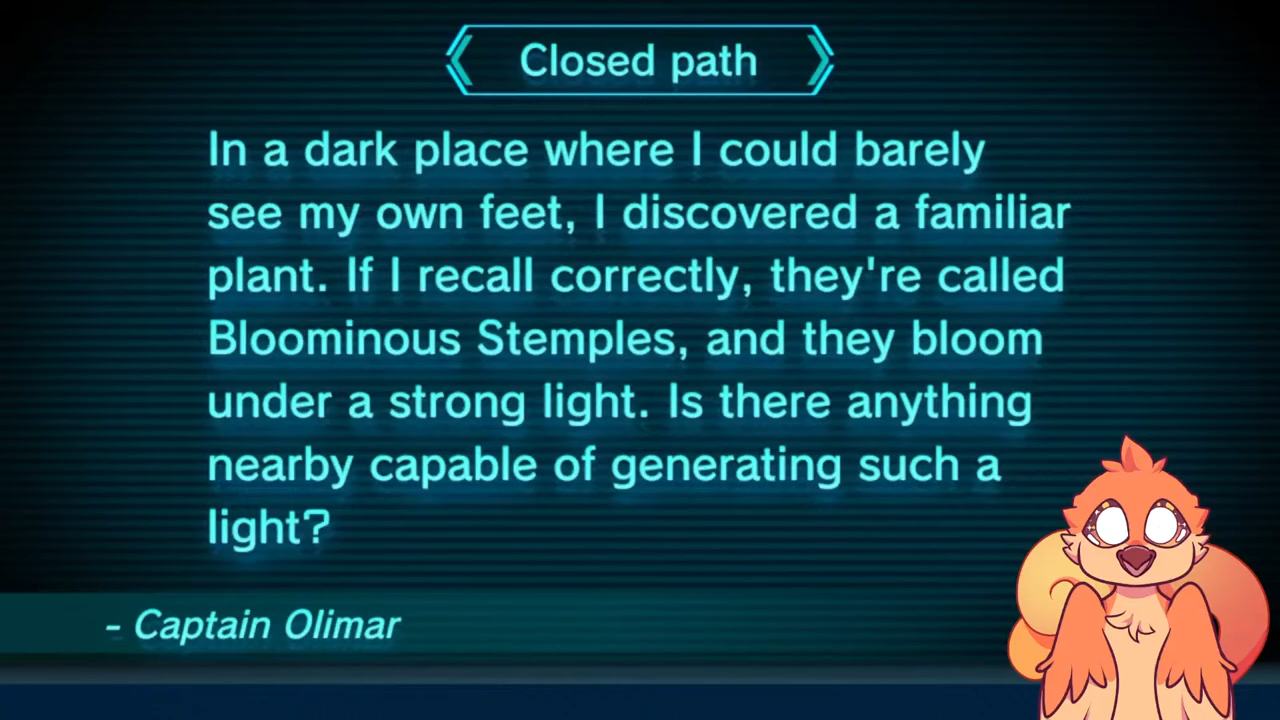 Closed path
In a dark place where I could barely
see my own feet, I discovered a familiar
plant. If I recall correctly, they're called
Bloominous Stemples, and they bloom
under a strong light. Is there anything
nearby capable of generating such a
light?
- Captain Olimar